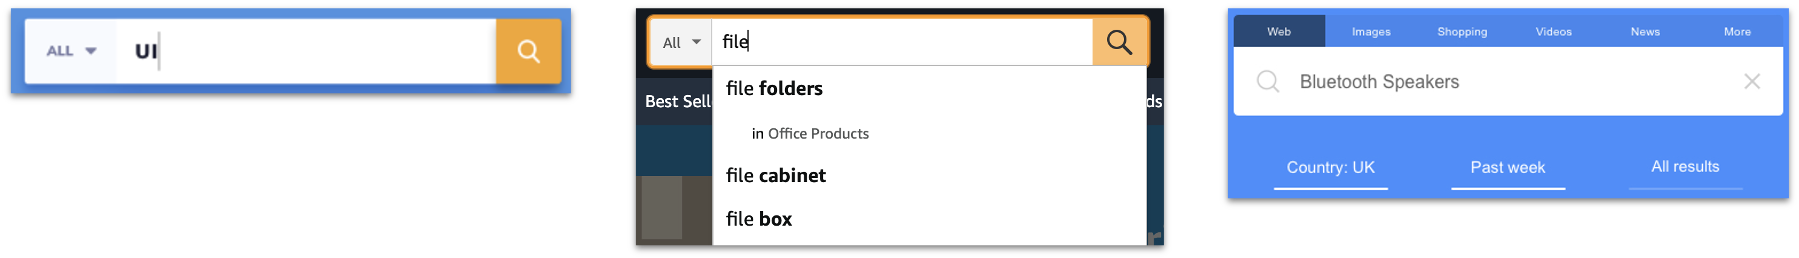 ALL UI
All file
file folders
in Office Products
file cabinet
file box
Best Sell
ds
r
Web Images Shopping Videos News More
Bluetooth Speakers
Country: UK Past week All results